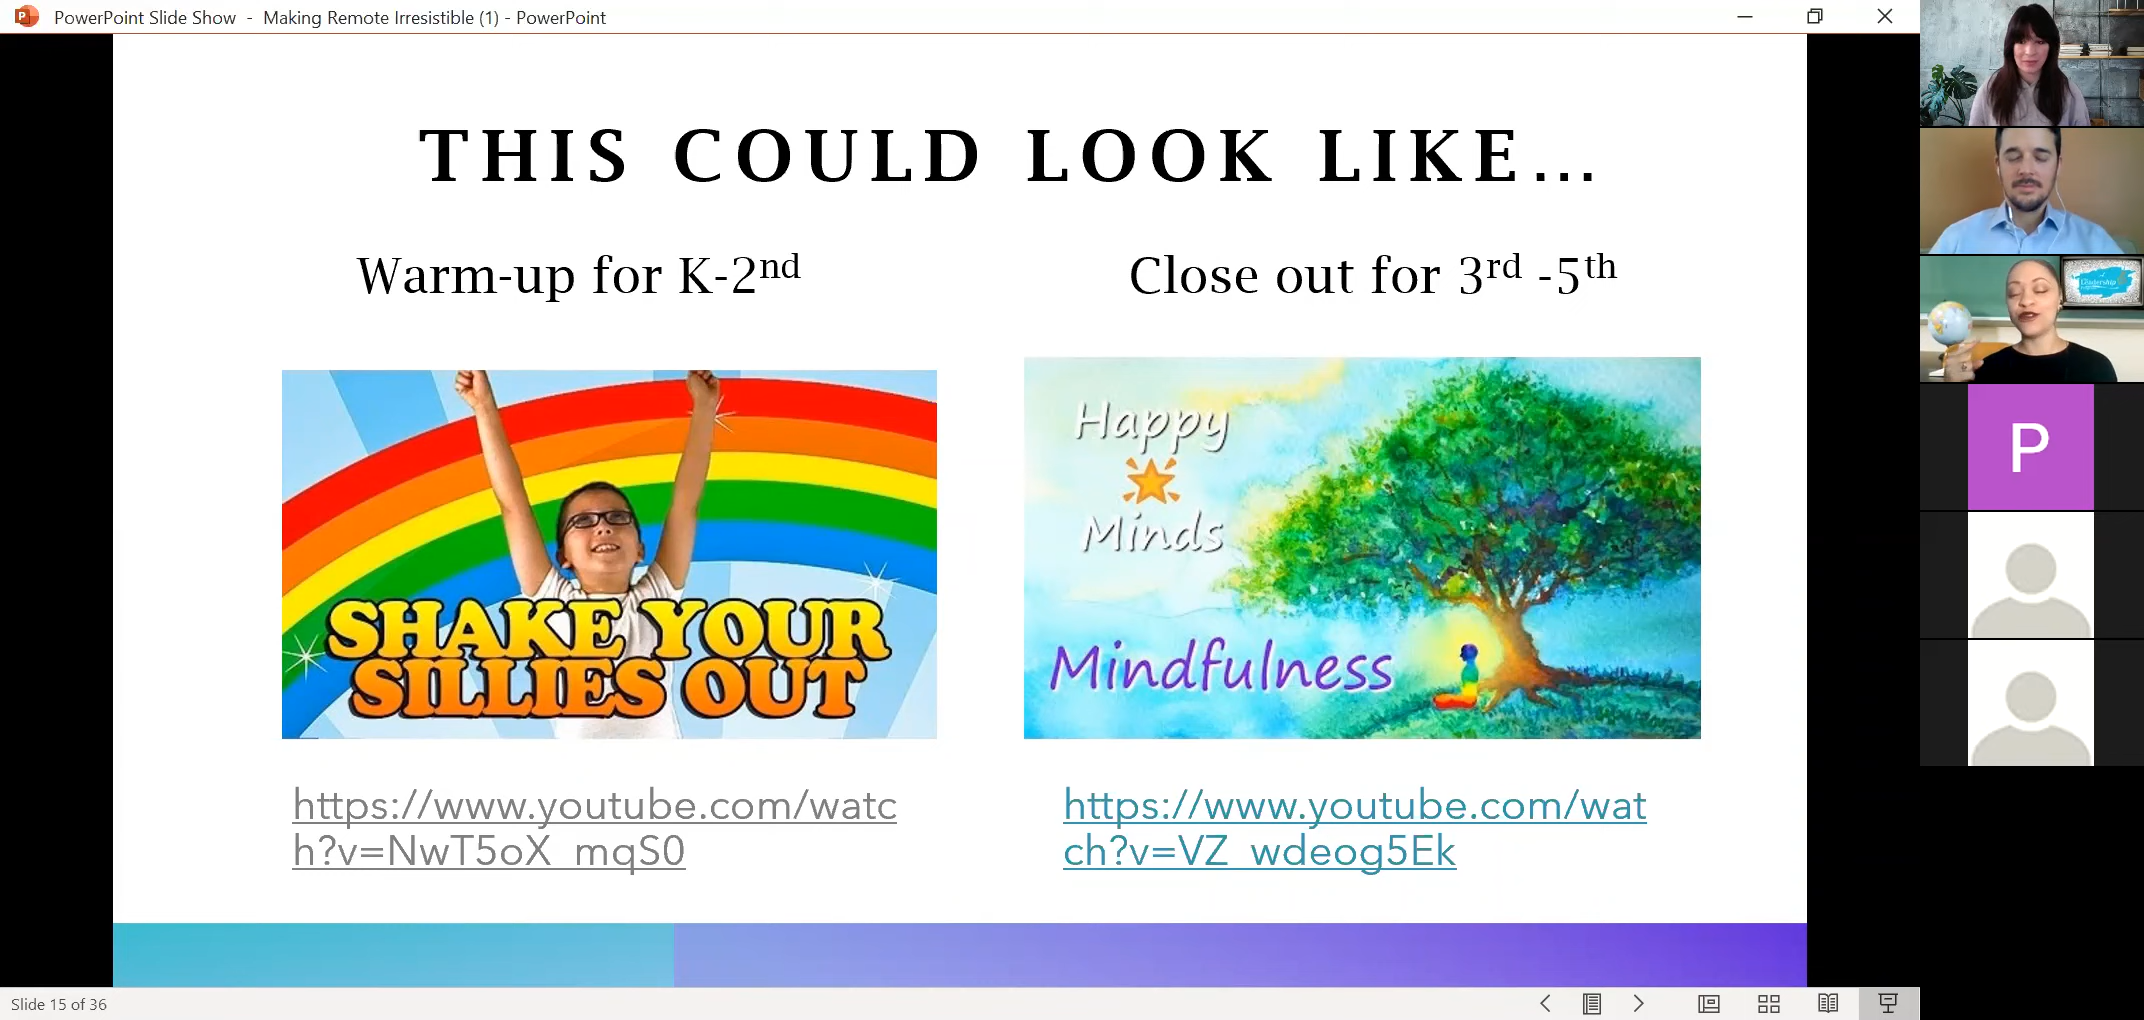 PowerPoint Slide Show - Making Remote Irresistible (1) - PowerPoint
THIS COULD LOOK LIKE...
Warm-up for K-2nd
Close out for 3rd -5th
SHAKE YOUR
SILLIES OUT
Happy
Minds
Mindfulness
https://www.youtube.com/watc
h?v=NwT5oX_mqS0
https://www.youtube.com/wat
ch?v=VZ_wdeog5Ek
Leadership
P
Slide 15 of 36